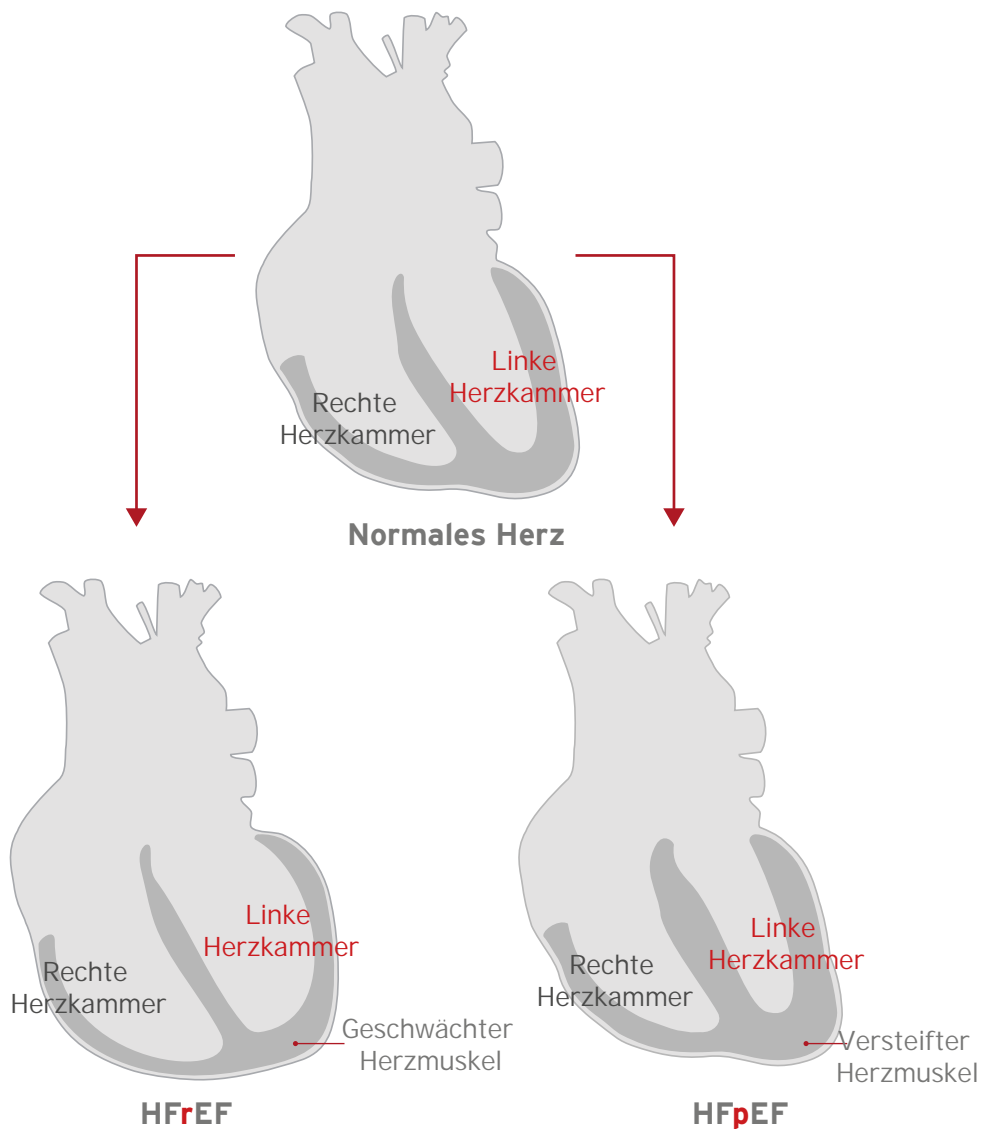 Linke
Herzkammer
Rechte
Herzkammer
Normales Herz
Linke
Herzkammer
Rechte
Herzkammer
Geschwächter
Herzmuskel
HFrEF
Linke
Herzkammer
Rechte
Herzkammer
Versteifter
Herzmuskel
HFpEF